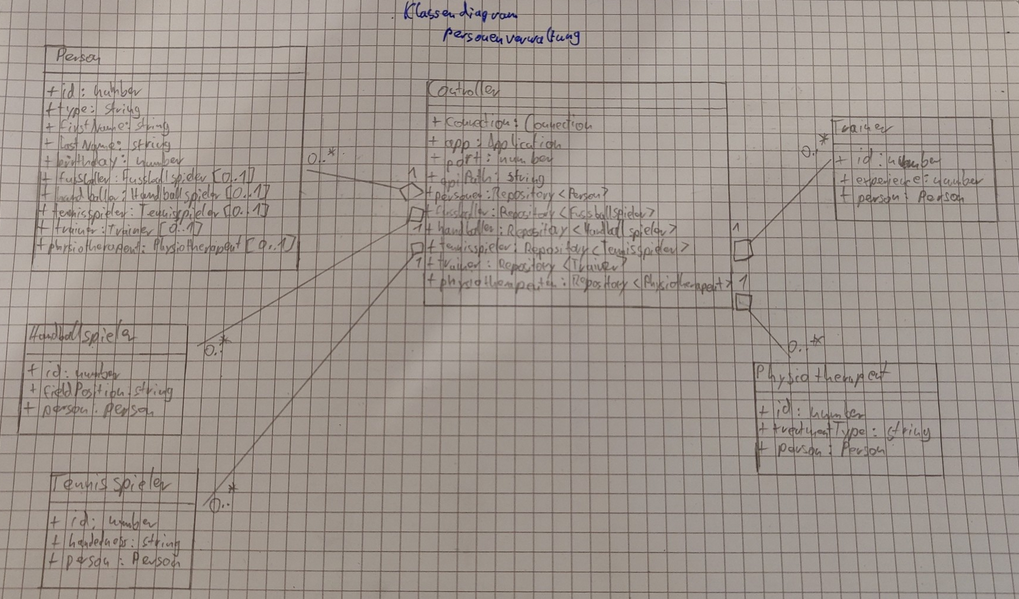 Klassendiagram
Personenverwaltung
Person
+ id: number
+ type: string
+ firstName: string
+ lastName: string
+ birthday: number
+ fussballer: Fussballspieler [0..1]
+ handballer: Handballspieler [0..1]
+ tennisspieler: Tennisspieler [0..1]
+ trainer: Trainer [0..1]
+ physiotherapeut: Physiotherapeut [0..1]
0..*
1
Controller
+ connection: Connection
+ app: Application
+ port: number
+ apiPath: string
+ personen: Repository <Person>
+ fussballer: Repository <Fussballspieler>
+ handballer: Repository <Handballspieler>
+ tennisspieler: Repository <Tennisspieler>
+ trainer: Repository <Trainer>
+ physiotherapeuten: Repository <Physiotherapeut>
1
1
Trainer
+ id: number
+ experience: number
+ person: Person
0..*
1
1
0..*
Handballspieler
+ id: number
+ fieldPosition: string
+ person: Person
0..*
Physiotherapeut
+ id: number
+ treatmentType: string
+ person: Person
Tennisspieler
+ id: number
+ handedness: string
+ person: Person
0..*